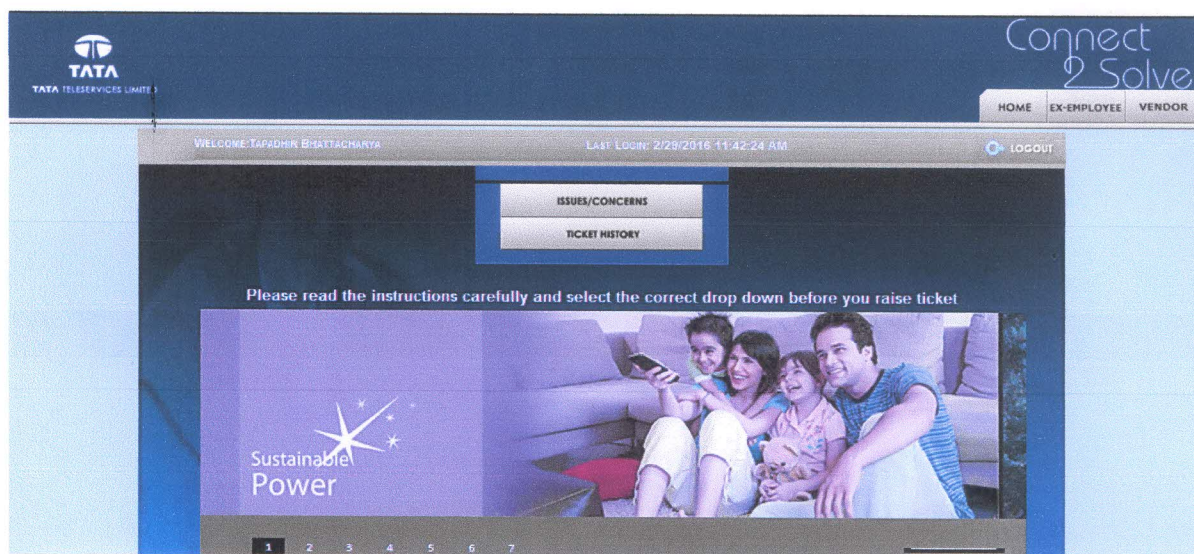 Connect
2 Solve
TATA
TATA TELESERVICES LIMITED
HOME EX-EMPLOYEE VENDOR
WELCOME:TAPADHIR BHATTACHARYA LAST LOGIN: 2/29/2016 11:42:24 AM LOGOUT
ISSUES/CONCERNS
TICKET HISTORY
Please read the instructions carefully and select the correct drop down before you raise ticket
Sustainable
Power
1 2 3 4 5 6 7